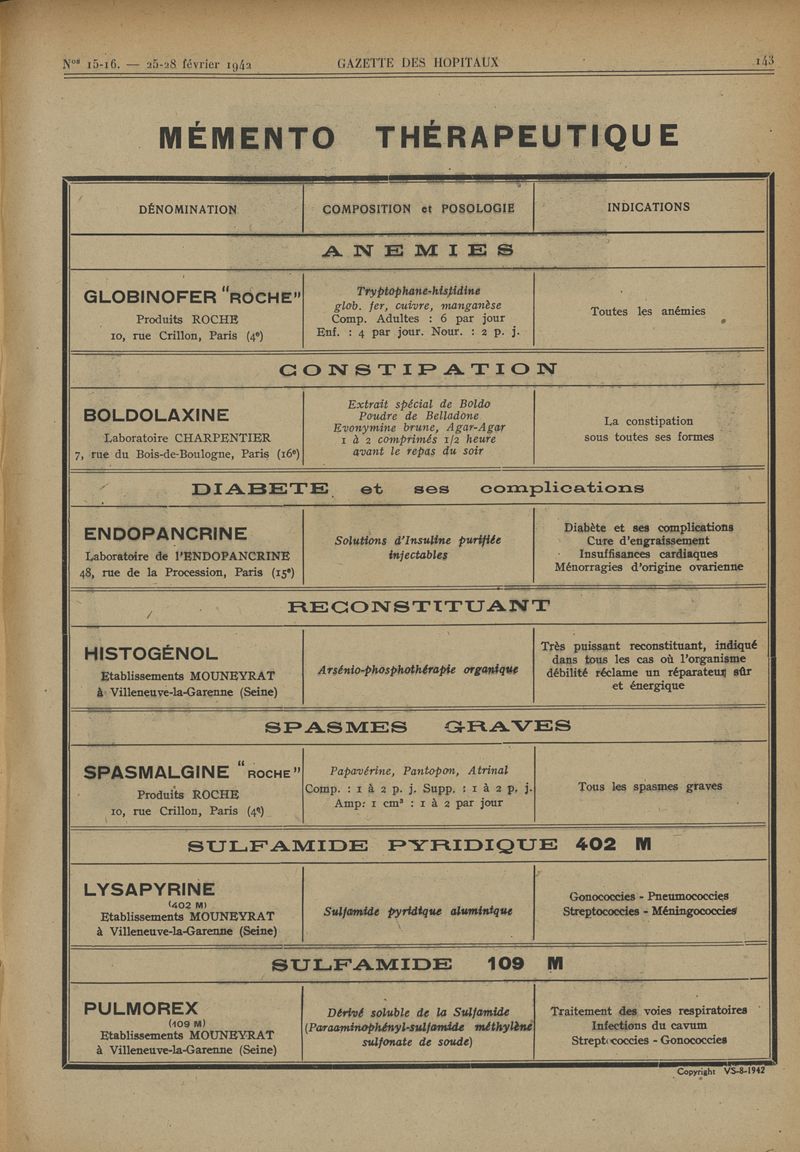 Nos 15-16. — 25-28 février 1942
GAZETTE DES HOPITAUX
143
MÉMENTO THÉRAPEUTIQUE
DÉNOMINATION
COMPOSITION et POSOLOGIE
INDICATIONS
ANEMIES
GLOBINOFER "ROCHE"
Produits ROCHE
10, rue Crillon, Paris (4e)
Tryptophane-histidine
glob. fer, cuivre, manganèse
Comp. Adultes : 6 par jour
Enf. : 4 par jour. Nour. : 2 p. j.
Toutes les anémies
CONSTIPATION
BOLDOLAXINE
Laboratoire CHARPENTIER
7, rue du Bois-de-Boulogne, Paris (16e)
Extrait spécial de Boldo
Poudre de Belladone
Evonymine brune, Agar-Agar
1 à 2 comprimés 1/2 heure
avant le repas du soir
La constipation
sous toutes ses formes
DIABETE et ses complications
ENDOPANCRINE
Laboratoire de l'ENDOPANCRINE
48, rue de la Procession, Paris (15e)
Solutions d'Insuline purifiée
injectables
Diabète et ses complications
Cure d'engraissement
Insuffisances cardiaques
Ménorragies d'origine ovarienne
RECONSTITUANT
HISTOGÉNOL
Etablissements MOUNEYRAT
à Villeneuve-la-Garenne (Seine)
Arsénio-phosphothérapie organique
Très puissant reconstituant, indiqué
dans tous les cas où l'organisme
débilité réclame un réparateur sûr
et énergique
SPASMES GRAVES
SPASMALGINE "ROCHE"
Produits ROCHE
10, rue Crillon, Paris (4e)
Papavérine, Pantopon, Atrinal
Comp. : 1 à 2 p. j. Supp. : 1 à 2 p. j.
Amp: 1 cm³ : 1 à 2 par jour
Tous les spasmes graves
SULFAMIDE PYRIDIQUE 402 M
LYSAPYRINE
(402 M)
Etablissements MOUNEYRAT
à Villeneuve-la-Garenne (Seine)
Sulfamide pyridique aluminique
Gonococcies - Pneumococcies
Streptococcies - Méningococcies
SULFAMIDE 109 M
PULMOREX
(109 M)
Etablissements MOUNEYRAT
à Villeneuve-la-Garenne (Seine)
Dérivé soluble de la Sulfamide
(Paraaminophényl-sulfamide méthylène
sulfonate de soude)
Traitement des voies respiratoires
Infections du cavum
Streptococcies - Gonococcies
Copyright VS-8-1942